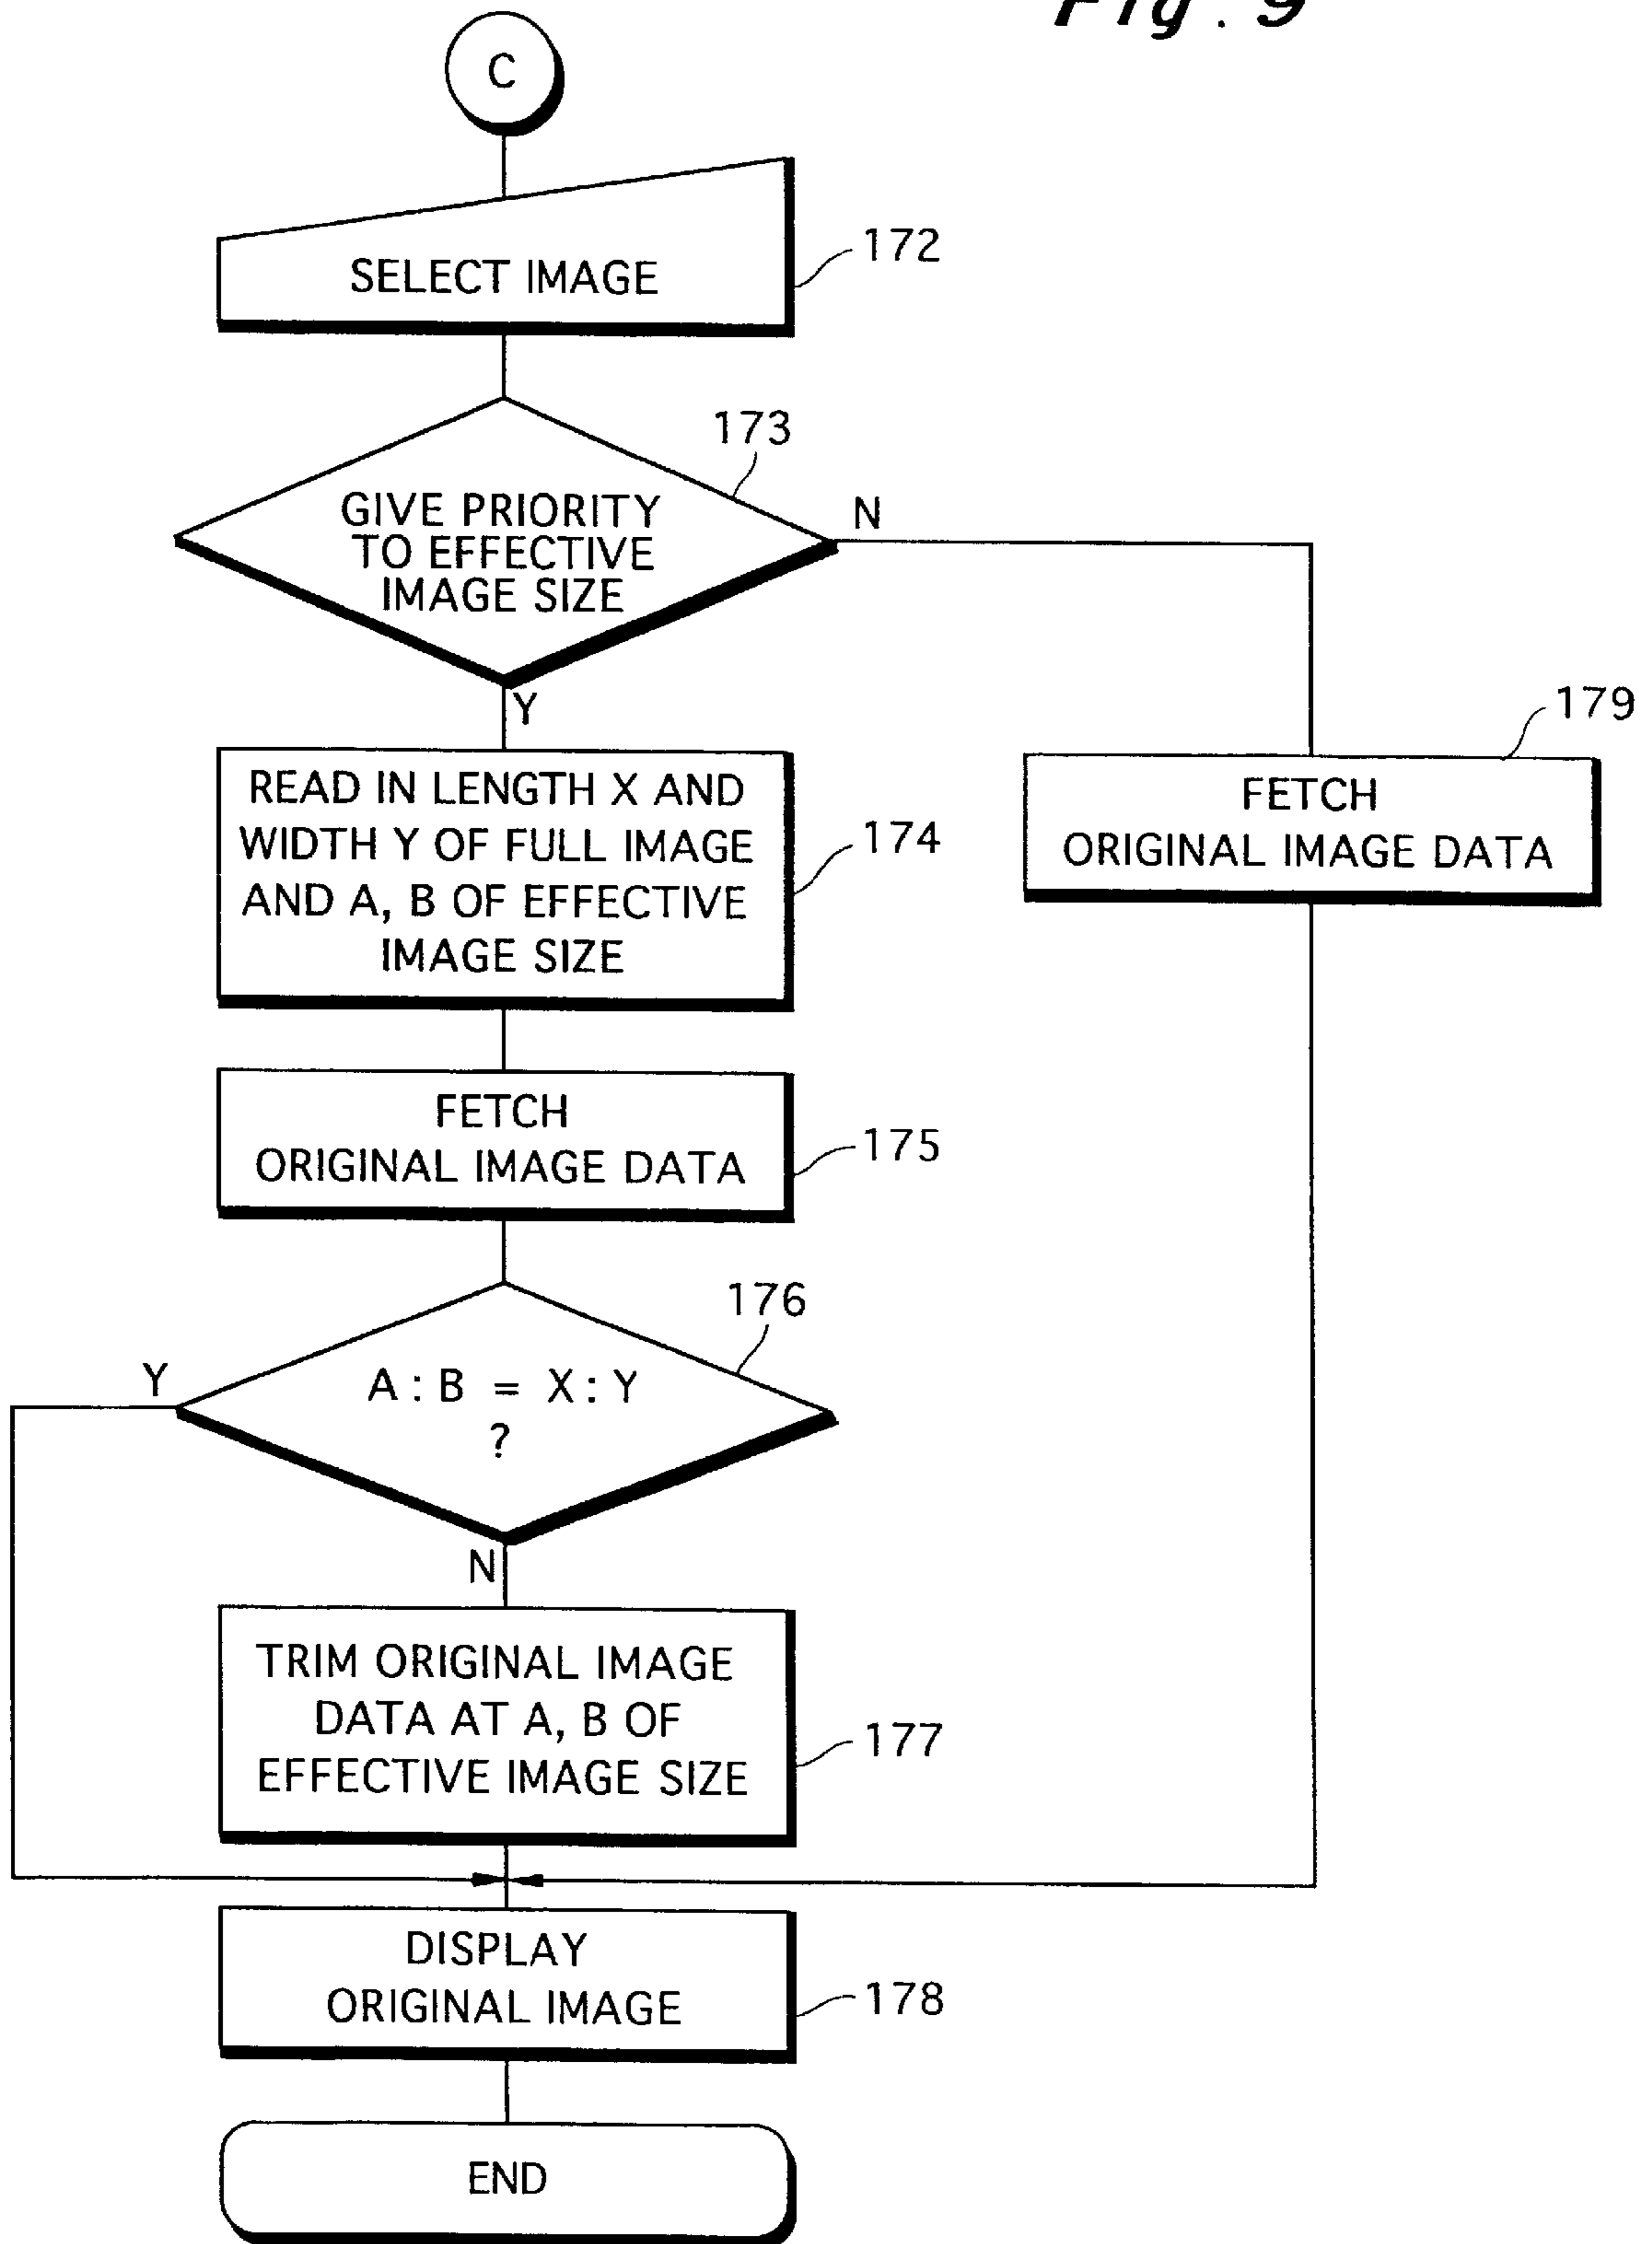 Fig. 9
C
SELECT IMAGE
172
173
GIVE PRIORITY
TO EFFECTIVE
IMAGE SIZE
N
Y
179
FETCH
ORIGINAL IMAGE DATA
READ IN LENGTH X AND
WIDTH Y OF FULL IMAGE
AND A, B OF EFFECTIVE
IMAGE SIZE
174
FETCH
ORIGINAL IMAGE DATA
175
176
Y
A : B = X : Y
?
N
TRIM ORIGINAL IMAGE
DATA AT A, B OF
EFFECTIVE IMAGE SIZE
177
DISPLAY
ORIGINAL IMAGE
178
END